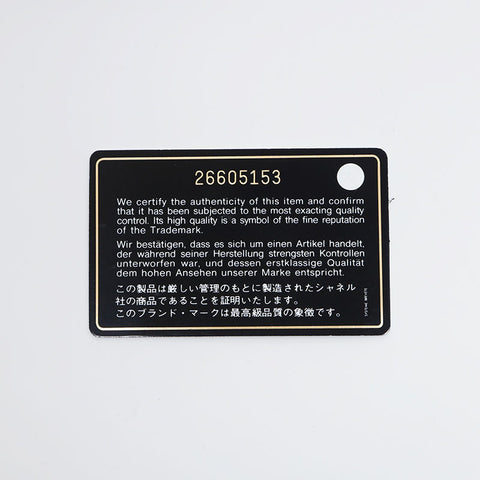 26605153
We certify the authenticity of this item and confirm
that it has been subjected to the most exacting quality
control. Its high quality is a symbol of the fine reputation
of the Trademark.
Wir bestätigen, dass es sich um einen Artikel handelt,
der während seiner Herstellung strengsten Kontrollen
unterworfen war, und dessen erstklassige Qualität
dem hohen Ansehen unserer Marke entspricht.
この製品は厳しい管理のもとに製造されたシャネル
社の商品であることを証明いたします。
このブランド・マークは最高級品質の象徴です。